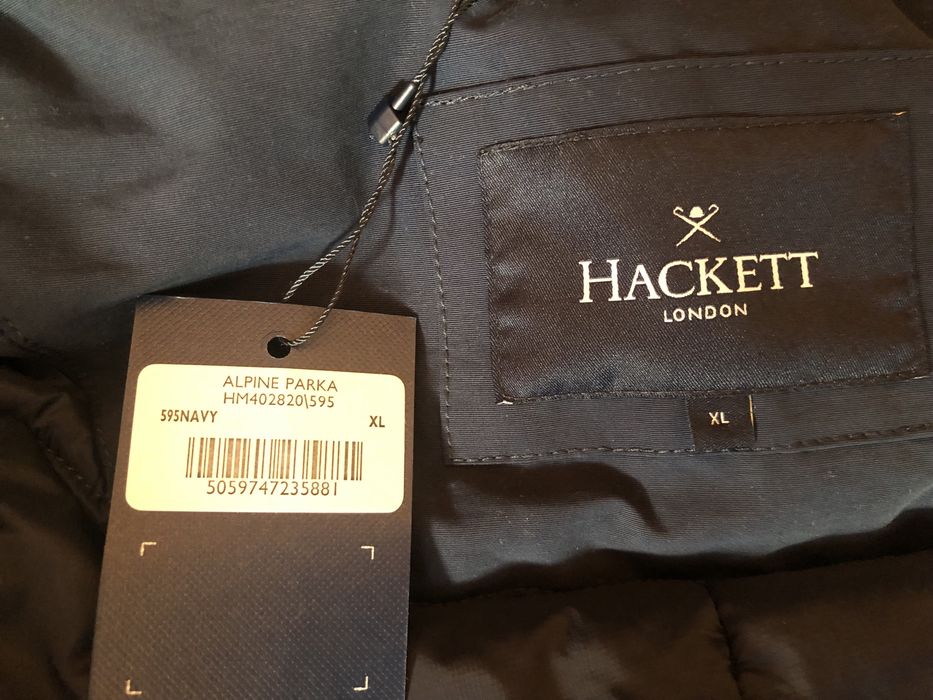 HACKETT
LONDON
XL
ALPINE PARKA
HM402820\595
595NAVY XL
5059747235881